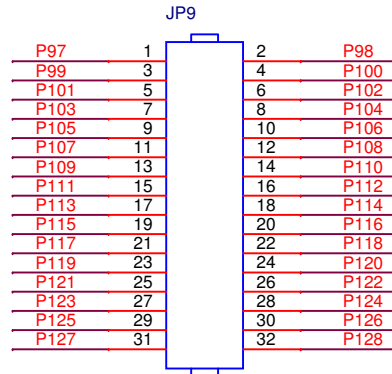 JP9
P97 1 2 P98
P99 3 4 P100
P101 5 6 P102
P103 7 8 P104
P105 9 10 P106
P107 11 12 P108
P109 13 14 P110
P111 15 16 P112
P113 17 18 P114
P115 19 20 P116
P117 21 22 P118
P119 23 24 P120
P121 25 26 P122
P123 27 28 P124
P125 29 30 P126
P127 31 32 P128